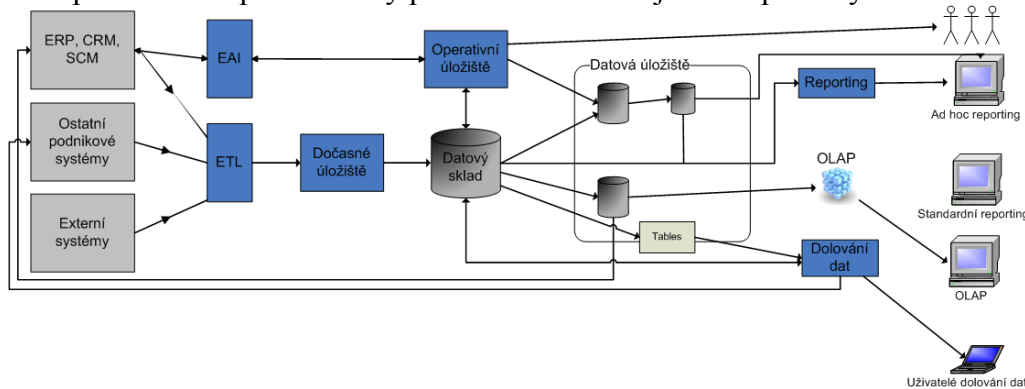 ERP, CRM,
SCM
EAI
Operativní
úložiště
Datová úložiště
Reporting
Ad hoc reporting
Ostatní
podnikové
systémy
ETL
Dočasné
úložiště
Datový
sklad
OLAP
Standardní reporting
Externí
systémy
Tables
Dolování
dat
OLAP
Uživatelé dolování dat